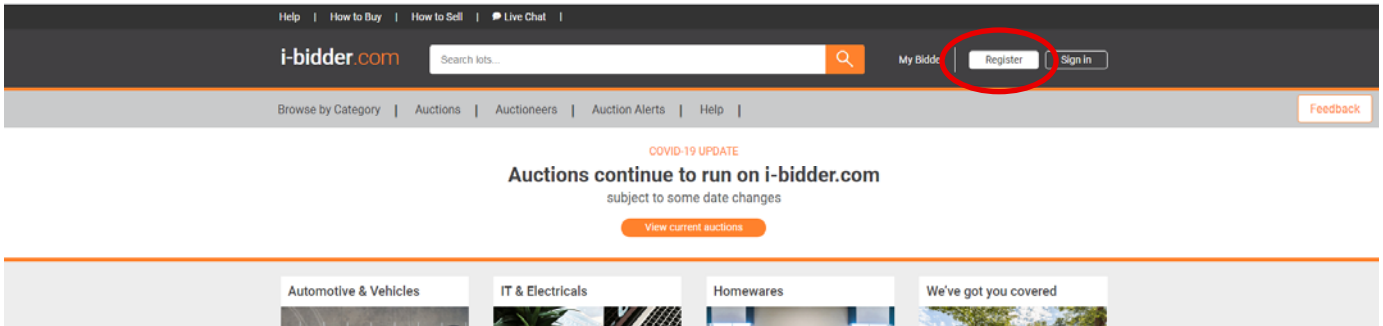 Help | How to Buy | How to Sell | Live Chat |
i-bidder.com Search lots... My Bidde Register Sign in
Browse by Category | Auctions | Auctioneers | Auction Alerts | Help | Feedback
COVID-19 UPDATE
Auctions continue to run on i-bidder.com
subject to some date changes
View current auctions
Automotive & Vehicles IT & Electricals Homewares We've got you covered